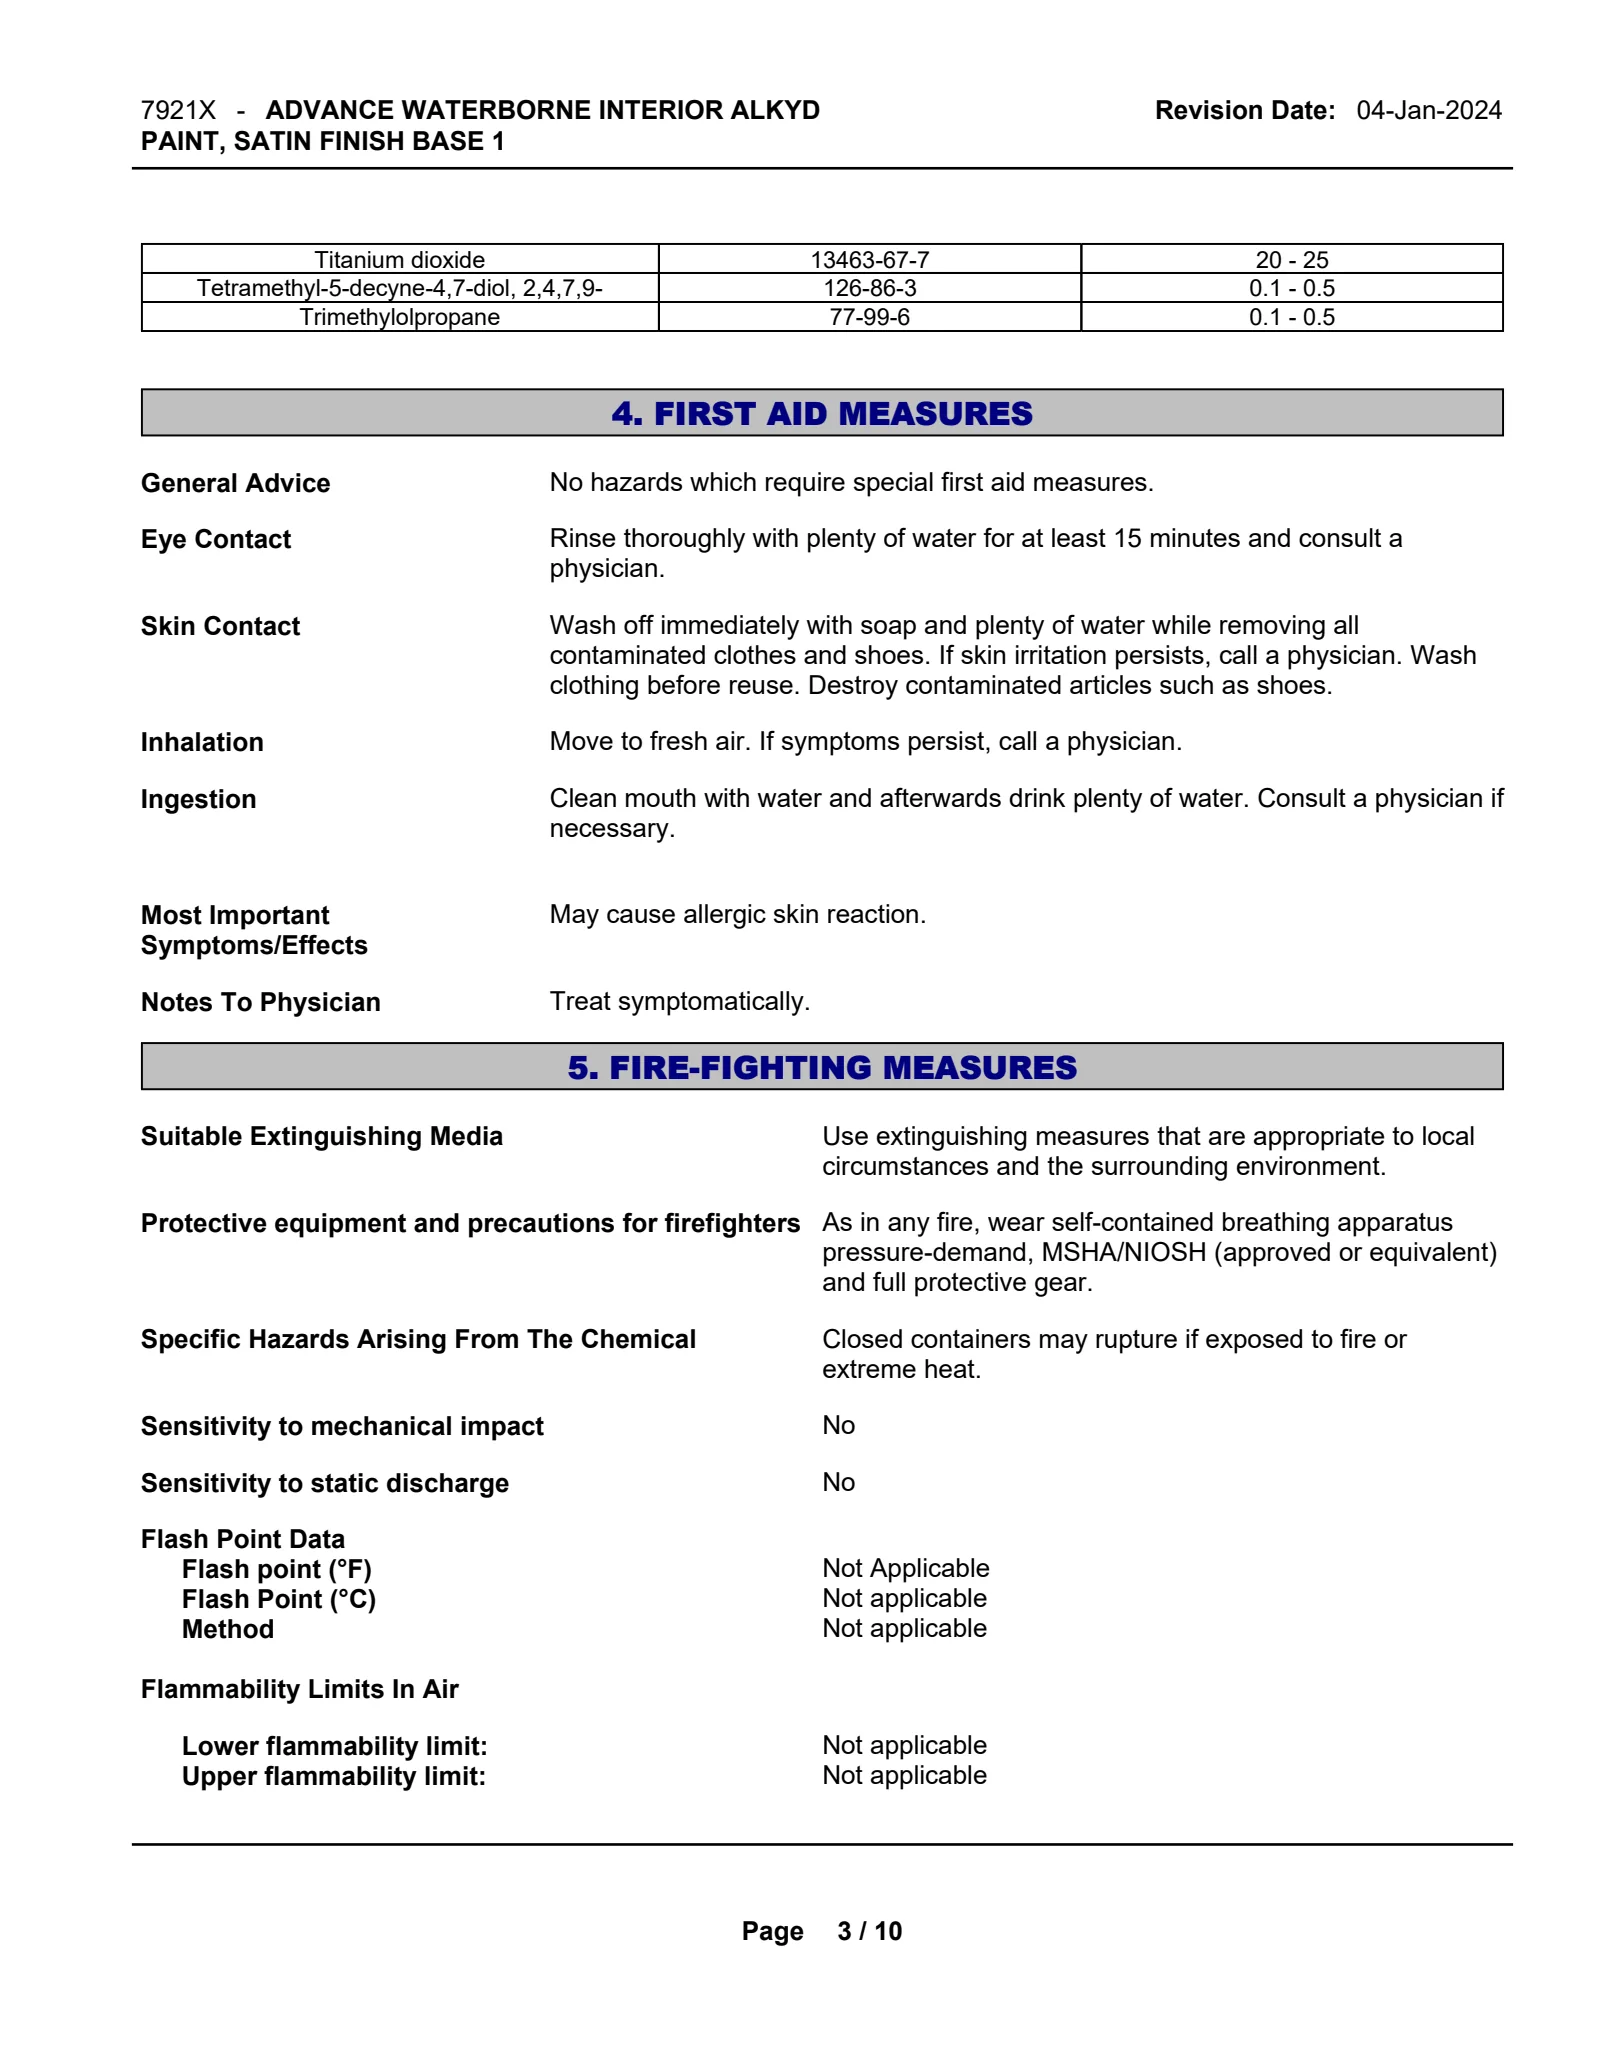 7921X - ADVANCE WATERBORNE INTERIOR ALKYD
PAINT, SATIN FINISH BASE 1
Revision Date: 04-Jan-2024
Titanium dioxide 13463-67-7 20 - 25
Tetramethyl-5-decyne-4,7-diol, 2,4,7,9- 126-86-3 0.1 - 0.5
Trimethylolpropane 77-99-6 0.1 - 0.5
4. FIRST AID MEASURES
General Advice No hazards which require special first aid measures.
Eye Contact Rinse thoroughly with plenty of water for at least 15 minutes and consult a
physician.
Skin Contact Wash off immediately with soap and plenty of water while removing all
contaminated clothes and shoes. If skin irritation persists, call a physician. Wash
clothing before reuse. Destroy contaminated articles such as shoes.
Inhalation Move to fresh air. If symptoms persist, call a physician.
Ingestion Clean mouth with water and afterwards drink plenty of water. Consult a physician if
necessary.
Most Important
Symptoms/Effects
May cause allergic skin reaction.
Notes To Physician Treat symptomatically.
5. FIRE-FIGHTING MEASURES
Suitable Extinguishing Media Use extinguishing measures that are appropriate to local
circumstances and the surrounding environment.
Protective equipment and precautions for firefighters As in any fire, wear self-contained breathing apparatus
pressure-demand, MSHA/NIOSH (approved or equivalent)
and full protective gear.
Specific Hazards Arising From The Chemical Closed containers may rupture if exposed to fire or
extreme heat.
Sensitivity to mechanical impact No
Sensitivity to static discharge No
Flash Point Data
Flash point (°F) Not Applicable
Flash Point (°C) Not applicable
Method Not applicable
Flammability Limits In Air
Lower flammability limit: Not applicable
Upper flammability limit: Not applicable
Page 3 / 10